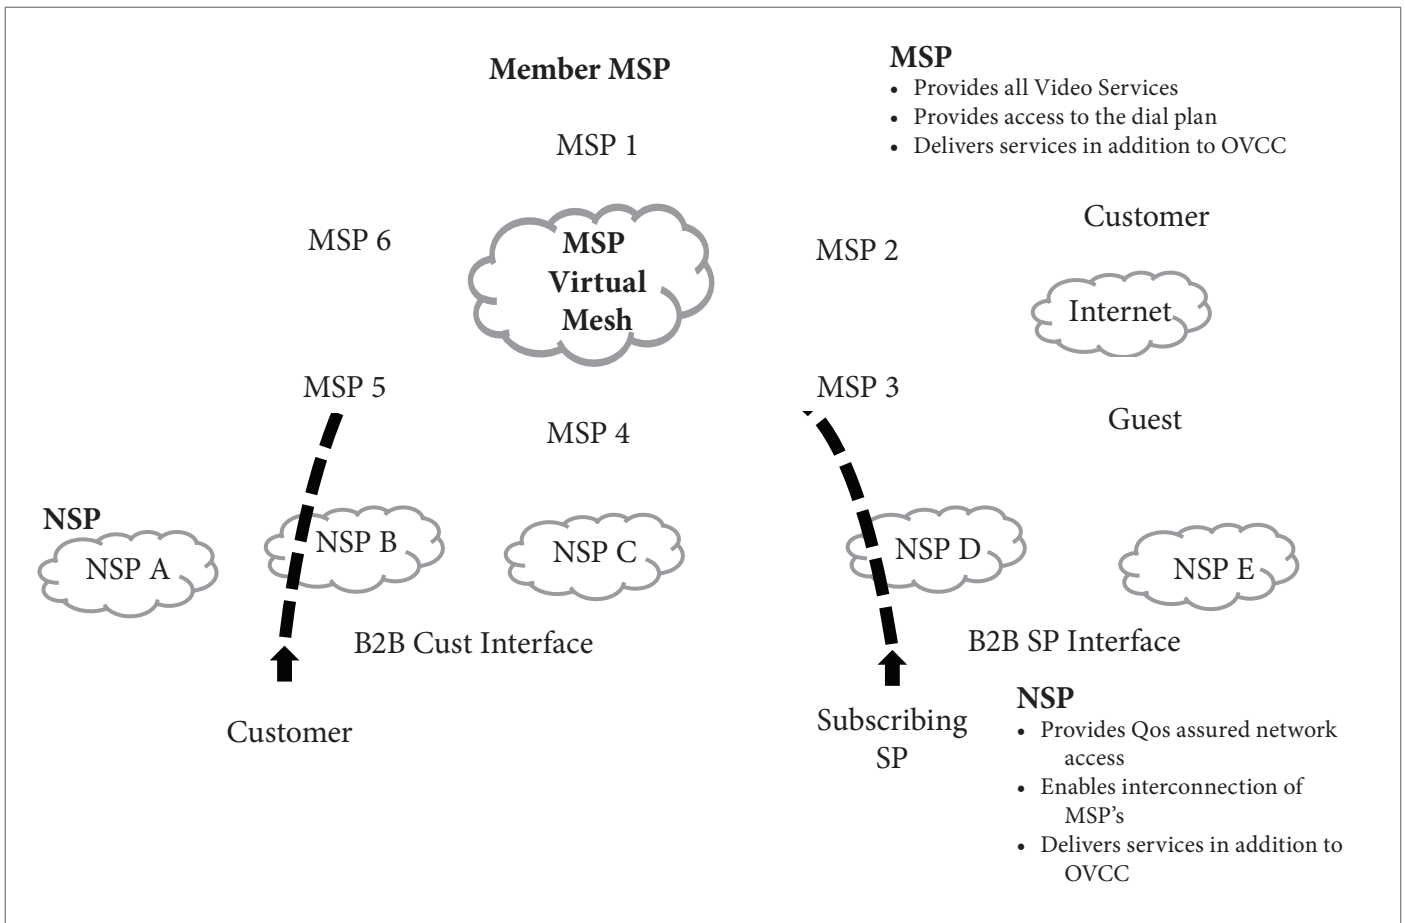 Member MSP
MSP
• Provides all Video Services
• Provides access to the dial plan
• Delivers services in addition to OVCC
MSP 1
Customer
MSP 6
MSP
Virtual
Mesh
MSP 2
Internet
MSP 5
MSP 3
MSP 4
Guest
NSP
NSP A
NSP B
NSP C
NSP D
NSP E
B2B Cust Interface
B2B SP Interface
Customer
Subscribing
SP
NSP
• Provides Qos assured network
access
• Enables interconnection of
MSP’s
• Delivers services in addition to
OVCC